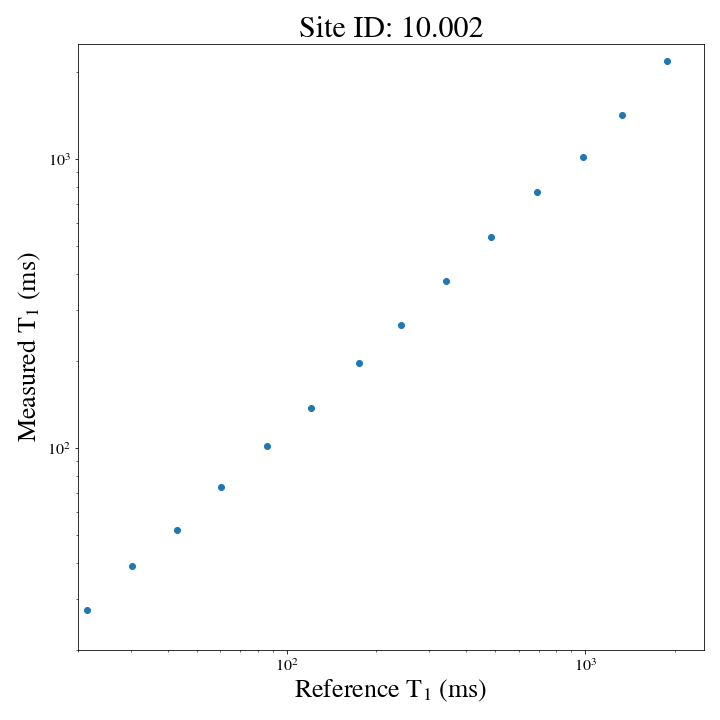 Site ID: 10.002
Measured T₁ (ms)
10³
10²
10²
10³
Reference T₁ (ms)